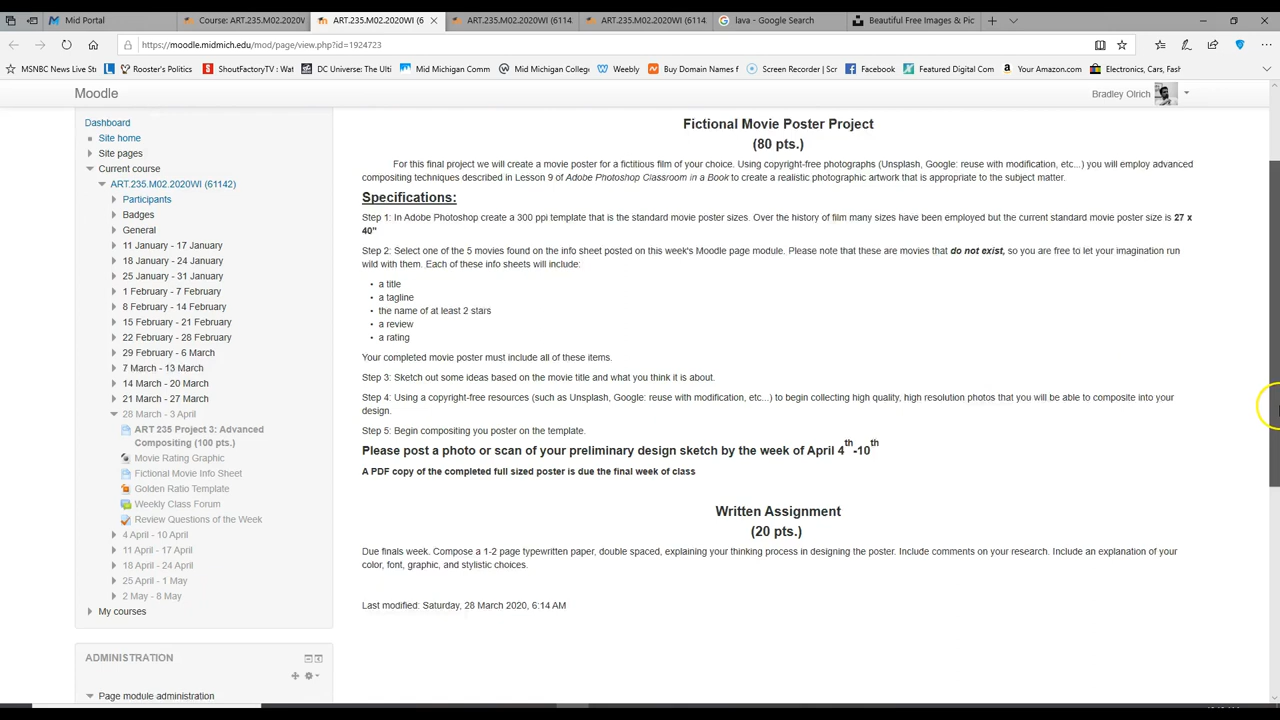 Mid Portal
Course: ART.235.M02.2020WI
ART.235.M02.2020WI (6
ART.235.M02.2020WI (6114
ART.235.M02.2020WI (6114
lava - Google Search
Beautiful Free Images & Pic
https://moodle.midmich.edu/mod/page/view.php?id=1924723
MSNBC News Live Str
Rooster's Politics
ShoutFactoryTV : Wat
DC Universe: The Ulti
Mid Michigan Comm
Mid Michigan Colleg
Weebly
Buy Domain Names f
Screen Recorder | Scr
Facebook
Featured Digital Com
Your Amazon.com
Electronics, Cars, Fash
Moodle
Bradley Olrich
Dashboard
Site home
Site pages
Current course
ART.235.M02.2020WI (61142)
Participants
Badges
General
11 January - 17 January
18 January - 24 January
25 January - 31 January
1 February - 7 February
8 February - 14 February
15 February - 21 February
22 February - 28 February
29 February - 6 March
7 March - 13 March
14 March - 20 March
21 March - 27 March
28 March - 3 April
ART 235 Project 3: Advanced
Compositing (100 pts.)
Movie Rating Graphic
Fictional Movie Info Sheet
Golden Ratio Template
Weekly Class Forum
Review Questions of the Week
4 April - 10 April
11 April - 17 April
18 April - 24 April
25 April - 1 May
2 May - 8 May
My courses
ADMINISTRATION
Page module administration
Fictional Movie Poster Project
(80 pts.)
For this final project we will create a movie poster for a fictitious film of your choice. Using copyright-free photographs (Unsplash, Google: reuse with modification, etc...) you will employ advanced
compositing techniques described in Lesson 9 of Adobe Photoshop Classroom in a Book to create a realistic photographic artwork that is appropriate to the subject matter.
Specifications:
Step 1: In Adobe Photoshop create a 300 ppi template that is the standard movie poster sizes. Over the history of film many sizes have been employed but the current standard movie poster size is 27 x
40"
Step 2: Select one of the 5 movies found on the info sheet posted on this week's Moodle page module. Please note that these are movies that do not exist, so you are free to let your imagination run
wild with them. Each of these info sheets will include:
• a title
• a tagline
• the name of at least 2 stars
• a review
• a rating
Your completed movie poster must include all of these items.
Step 3: Sketch out some ideas based on the movie title and what you think it is about.
Step 4: Using a copyright-free resources (such as Unsplash, Google: reuse with modification, etc...) to begin collecting high quality, high resolution photos that you will be able to composite into your
design.
Step 5: Begin compositing you poster on the template.
Please post a photo or scan of your preliminary design sketch by the week of April 4th-10th
A PDF copy of the completed full sized poster is due the final week of class
Written Assignment
(20 pts.)
Due finals week. Compose a 1-2 page typewritten paper, double spaced, explaining your thinking process in designing the poster. Include comments on your research. Include an explanation of your
color, font, graphic, and stylistic choices.
Last modified: Saturday, 28 March 2020, 6:14 AM